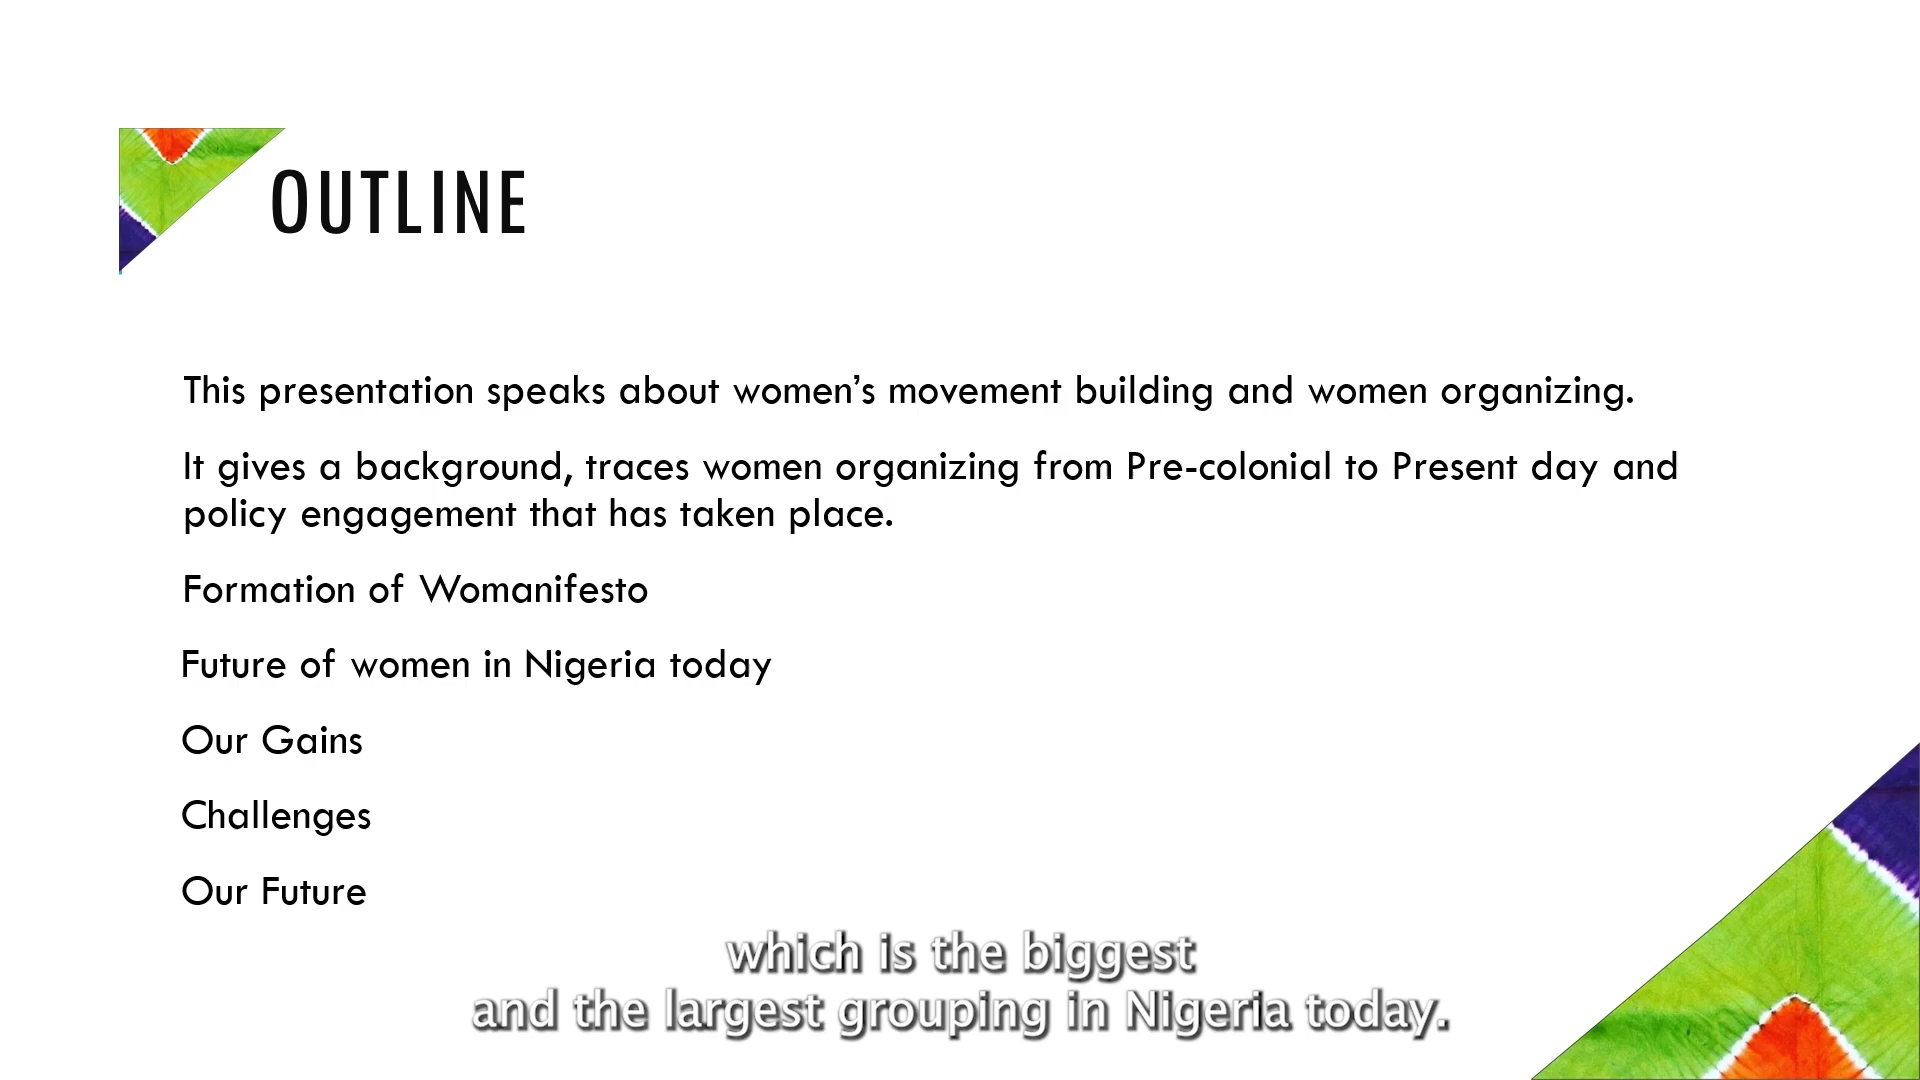 OUTLINE
This presentation speaks about women’s movement building and women organizing.
It gives a background, traces women organizing from Pre-colonial to Present day and
policy engagement that has taken place.
Formation of Womanifesto
Future of women in Nigeria today
Our Gains
Challenges
Our Future
which is the biggest
and the largest grouping in Nigeria today.